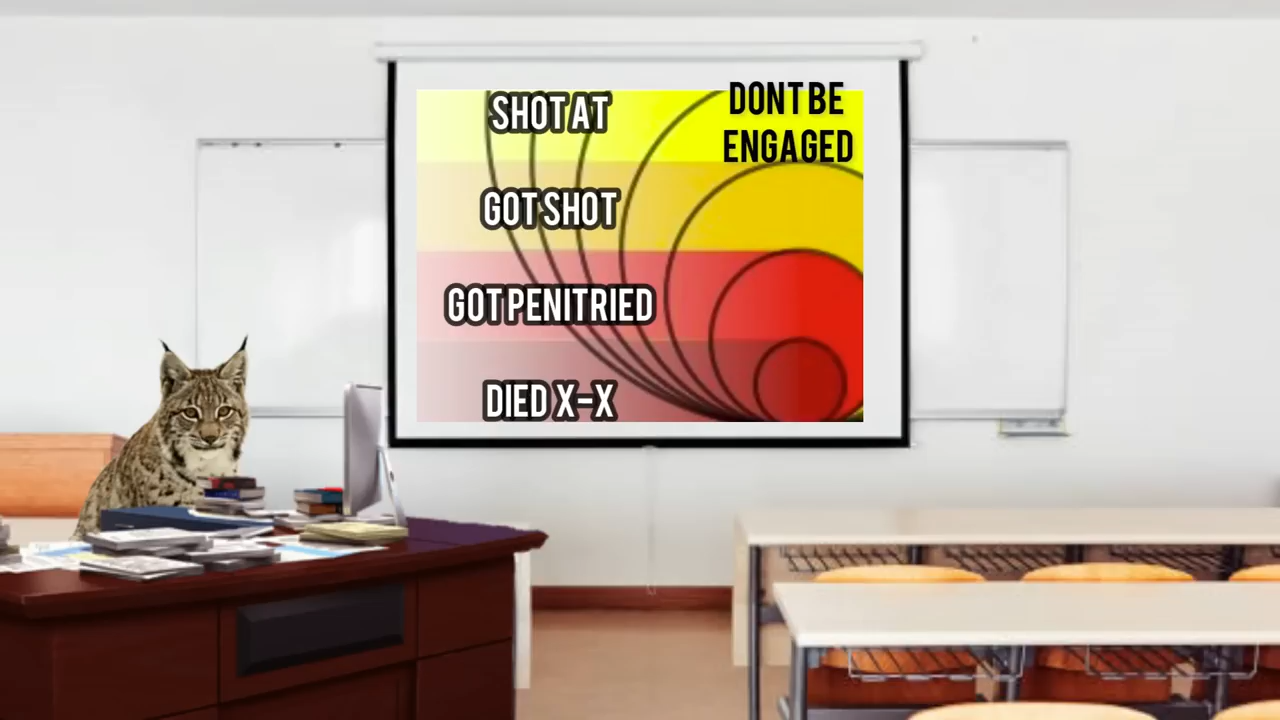 SHOT AT
DONT BE
ENGAGED
GOT SHOT
GOT PENITRIED
DIED X-X